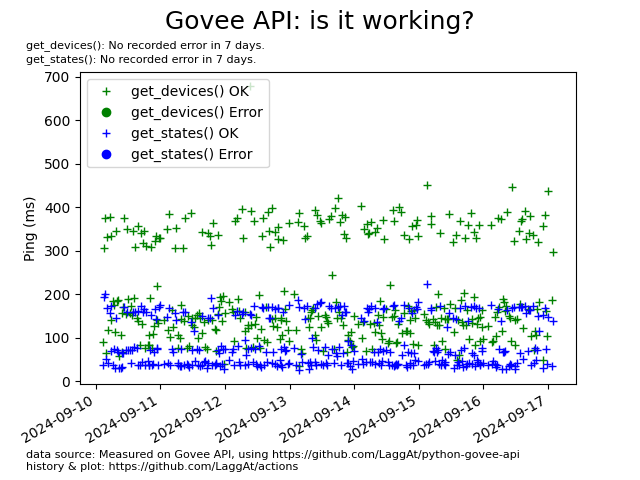 Govee API: is it working?
get_devices(): No recorded error in 7 days.
get_states(): No recorded error in 7 days.
get_devices() OK
get_devices() Error
get_states() OK
get_states() Error
Ping (ms)
700
600
500
400
300
200
100
0
2024-09-10
2024-09-11
2024-09-12
2024-09-13
2024-09-14
2024-09-15
2024-09-16
2024-09-17
data source: Measured on Govee API, using https://github.com/LaggAt/python-govee-api
history & plot: https://github.com/LaggAt/actions